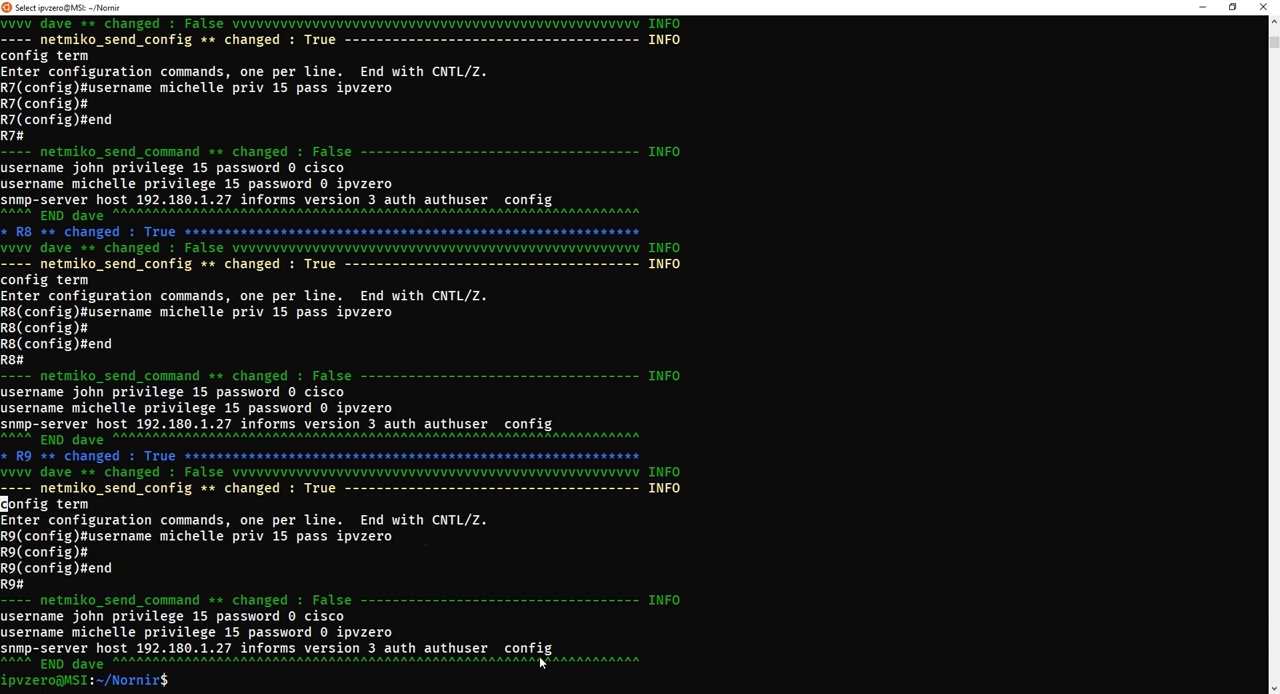 Select ipvzero@MSI: ~/Nornir
vvvv dave ** changed : False vvvvvvvvvvvvvvvvvvvvvvvvvvvvvvvvvvvvvvvvvvvvvvvvvvv INFO
---- netmiko_send_config ** changed : True ------------------------------------- INFO
config term
Enter configuration commands, one per line.  End with CNTL/Z.
R7(config)#username michelle priv 15 pass ipvzero
R7(config)#
R7(config)#end
R7#
---- netmiko_send_command ** changed : False ----------------------------------- INFO
username john privilege 15 password 0 cisco
username michelle privilege 15 password 0 ipvzero
snmp-server host 192.180.1.27 informs version 3 auth authuser  config
^^^^ END dave ^^^^^^^^^^^^^^^^^^^^^^^^^^^^^^^^^^^^^^^^^^^^^^^^^^^^^^^^^^^^^^^^^^
* R8 ** changed : True *********************************************************
vvvv dave ** changed : False vvvvvvvvvvvvvvvvvvvvvvvvvvvvvvvvvvvvvvvvvvvvvvvvvvv INFO
---- netmiko_send_config ** changed : True ------------------------------------- INFO
config term
Enter configuration commands, one per line.  End with CNTL/Z.
R8(config)#username michelle priv 15 pass ipvzero
R8(config)#
R8(config)#end
R8#
---- netmiko_send_command ** changed : False ----------------------------------- INFO
username john privilege 15 password 0 cisco
username michelle privilege 15 password 0 ipvzero
snmp-server host 192.180.1.27 informs version 3 auth authuser  config
^^^^ END dave ^^^^^^^^^^^^^^^^^^^^^^^^^^^^^^^^^^^^^^^^^^^^^^^^^^^^^^^^^^^^^^^^^^
* R9 ** changed : True *********************************************************
vvvv dave ** changed : False vvvvvvvvvvvvvvvvvvvvvvvvvvvvvvvvvvvvvvvvvvvvvvvvvvv INFO
---- netmiko_send_config ** changed : True ------------------------------------- INFO
config term
Enter configuration commands, one per line.  End with CNTL/Z.
R9(config)#username michelle priv 15 pass ipvzero
R9(config)#
R9(config)#end
R9#
---- netmiko_send_command ** changed : False ----------------------------------- INFO
username john privilege 15 password 0 cisco
username michelle privilege 15 password 0 ipvzero
snmp-server host 192.180.1.27 informs version 3 auth authuser  config
^^^^ END dave ^^^^^^^^^^^^^^^^^^^^^^^^^^^^^^^^^^^^^^^^^^^^^^^^^^^^^^^^^^^^^^^^^^
ipvzero@MSI:~/Nornir$